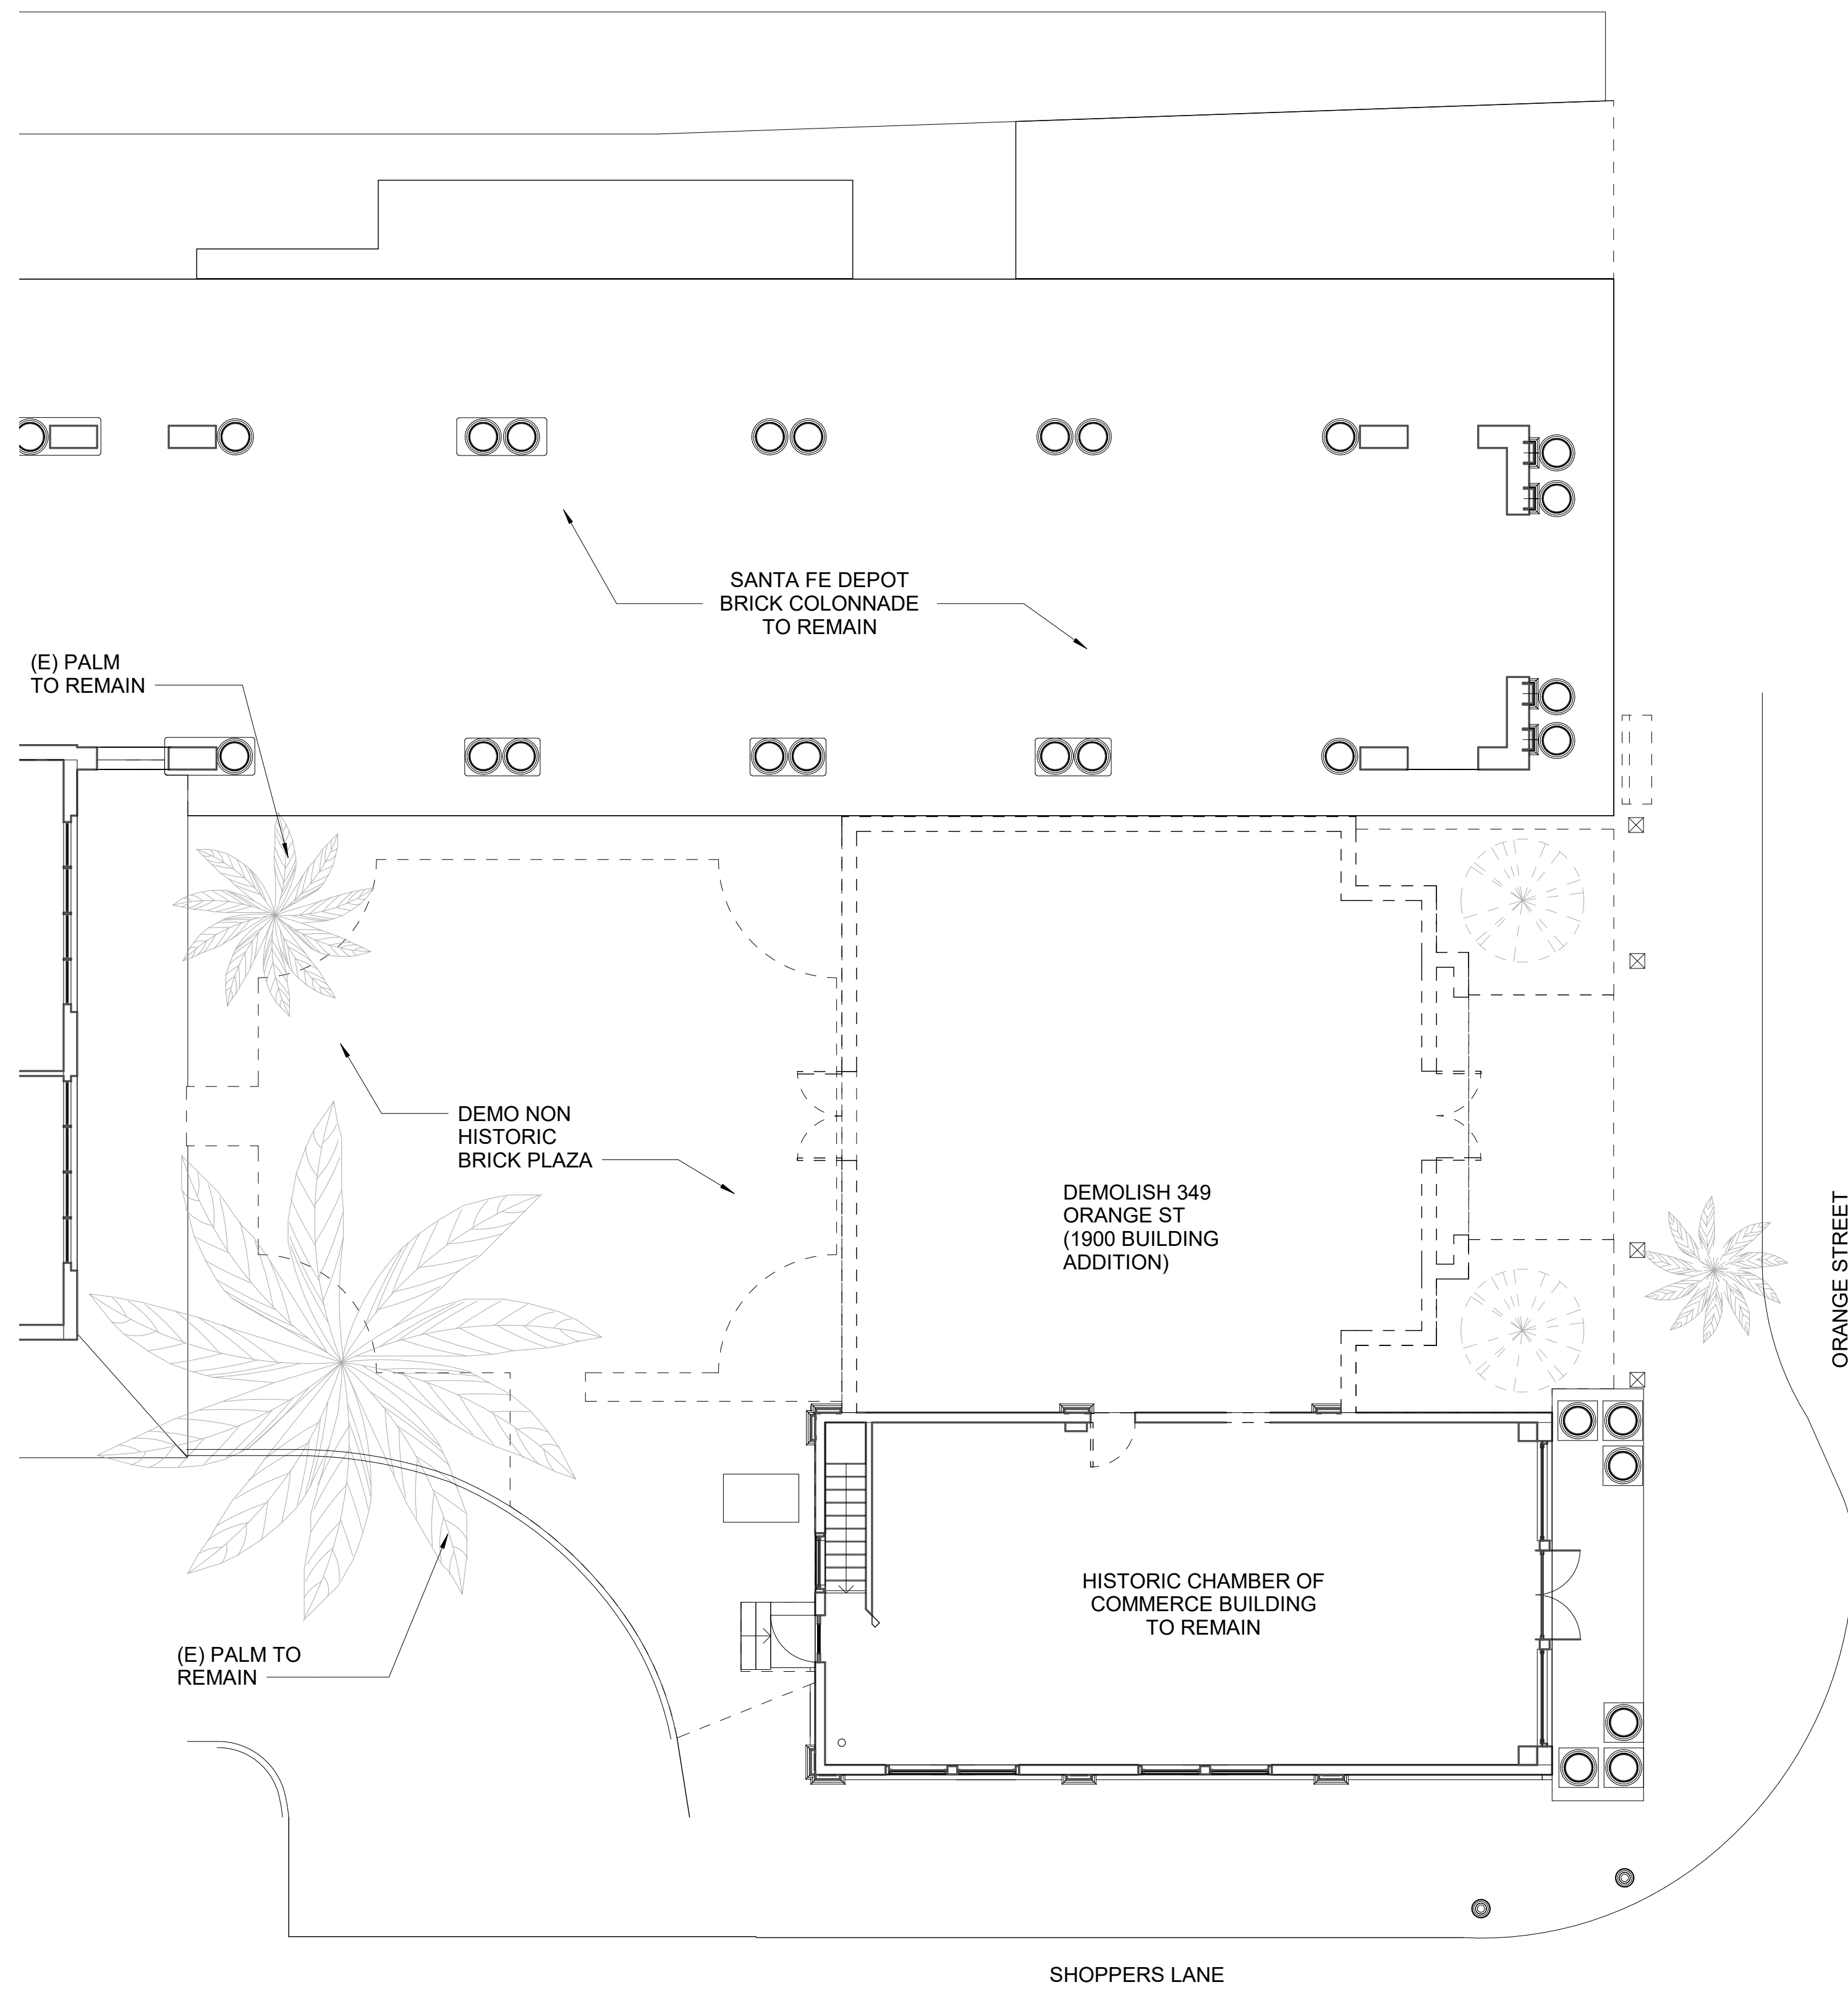 SANTA FE DEPOT
BRICK COLONNADE
TO REMAIN
(E) PALM
TO REMAIN
DEMO NON
HISTORIC
BRICK PLAZA
DEMOLISH 349
ORANGE ST
(1900 BUILDING
ADDITION)
ORANGE STREET
HISTORIC CHAMBER OF
COMMERCE BUILDING
TO REMAIN
(E) PALM TO
REMAIN
SHOPPERS LANE